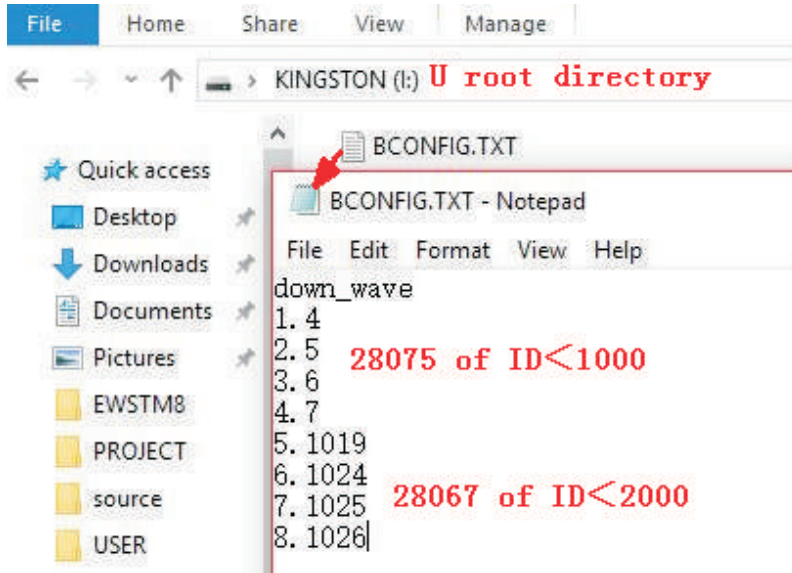 File Home Share View Manage
KINGSTON (I:) U root directory
BCONFIG.TXT
Quick access
Desktop
Downloads
Documents
Pictures
EWSTM8
PROJECT
source
USER
BCONFIG.TXT - Notepad
File Edit Format View Help
down_wave
1. 4
2. 5
3. 6
4. 7
28075 of ID<1000
5. 1019
6. 1024
7. 1025
8. 1026
28067 of ID<2000